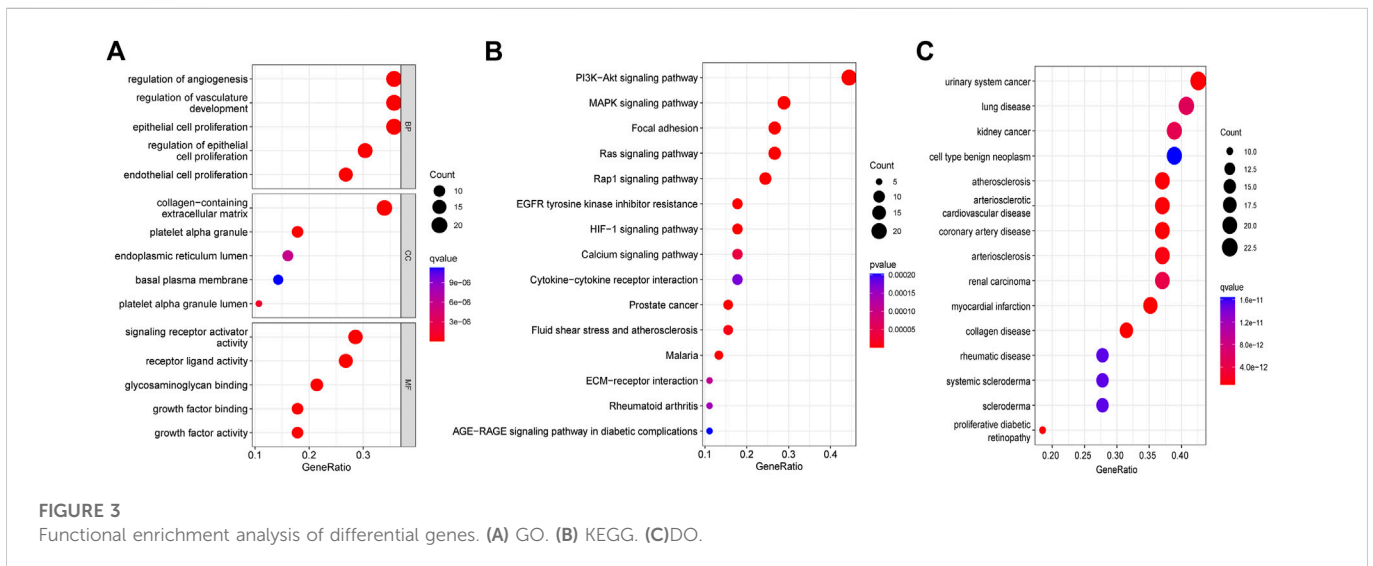 A
regulation of angiogenesis
regulation of vasculature
development
epithelial cell proliferation
regulation of epithelial
cell proliferation
endothelial cell proliferation
BP
collagen−containing
extracellular matrix
platelet alpha granule
endoplasmic reticulum lumen
basal plasma membrane
platelet alpha granule lumen
CC
signaling receptor activator
activity
receptor ligand activity
glycosaminoglycan binding
growth factor binding
growth factor activity
MF
0.1 0.2 0.3
GeneRatio
Count
10
15
20
qvalue
9e−06
6e−06
3e−06
B
PI3K−Akt signaling pathway
MAPK signaling pathway
Focal adhesion
Ras signaling pathway
Rap1 signaling pathway
EGFR tyrosine kinase inhibitor resistance
HIF−1 signaling pathway
Calcium signaling pathway
Cytokine−cytokine receptor interaction
Prostate cancer
Fluid shear stress and atherosclerosis
Malaria
ECM−receptor interaction
Rheumatoid arthritis
AGE−RAGE signaling pathway in diabetic complications
0.1 0.2 0.3 0.4
GeneRatio
Count
5
10
15
20
pvalue
0.00020
0.00015
0.00010
0.00005
C
urinary system cancer
lung disease
kidney cancer
cell type benign neoplasm
atherosclerosis
arteriosclerotic
cardiovascular disease
coronary artery disease
arteriosclerosis
renal carcinoma
myocardial infarction
collagen disease
rheumatic disease
systemic scleroderma
scleroderma
proliferative diabetic
retinopathy
0.20 0.25 0.30 0.35 0.40
GeneRatio
Count
10.0
12.5
15.0
17.5
20.0
22.5
qvalue
1.6e−11
1.2e−11
8.0e−12
4.0e−12
FIGURE 3
Functional enrichment analysis of differential genes. (A) GO. (B) KEGG. (C)DO.